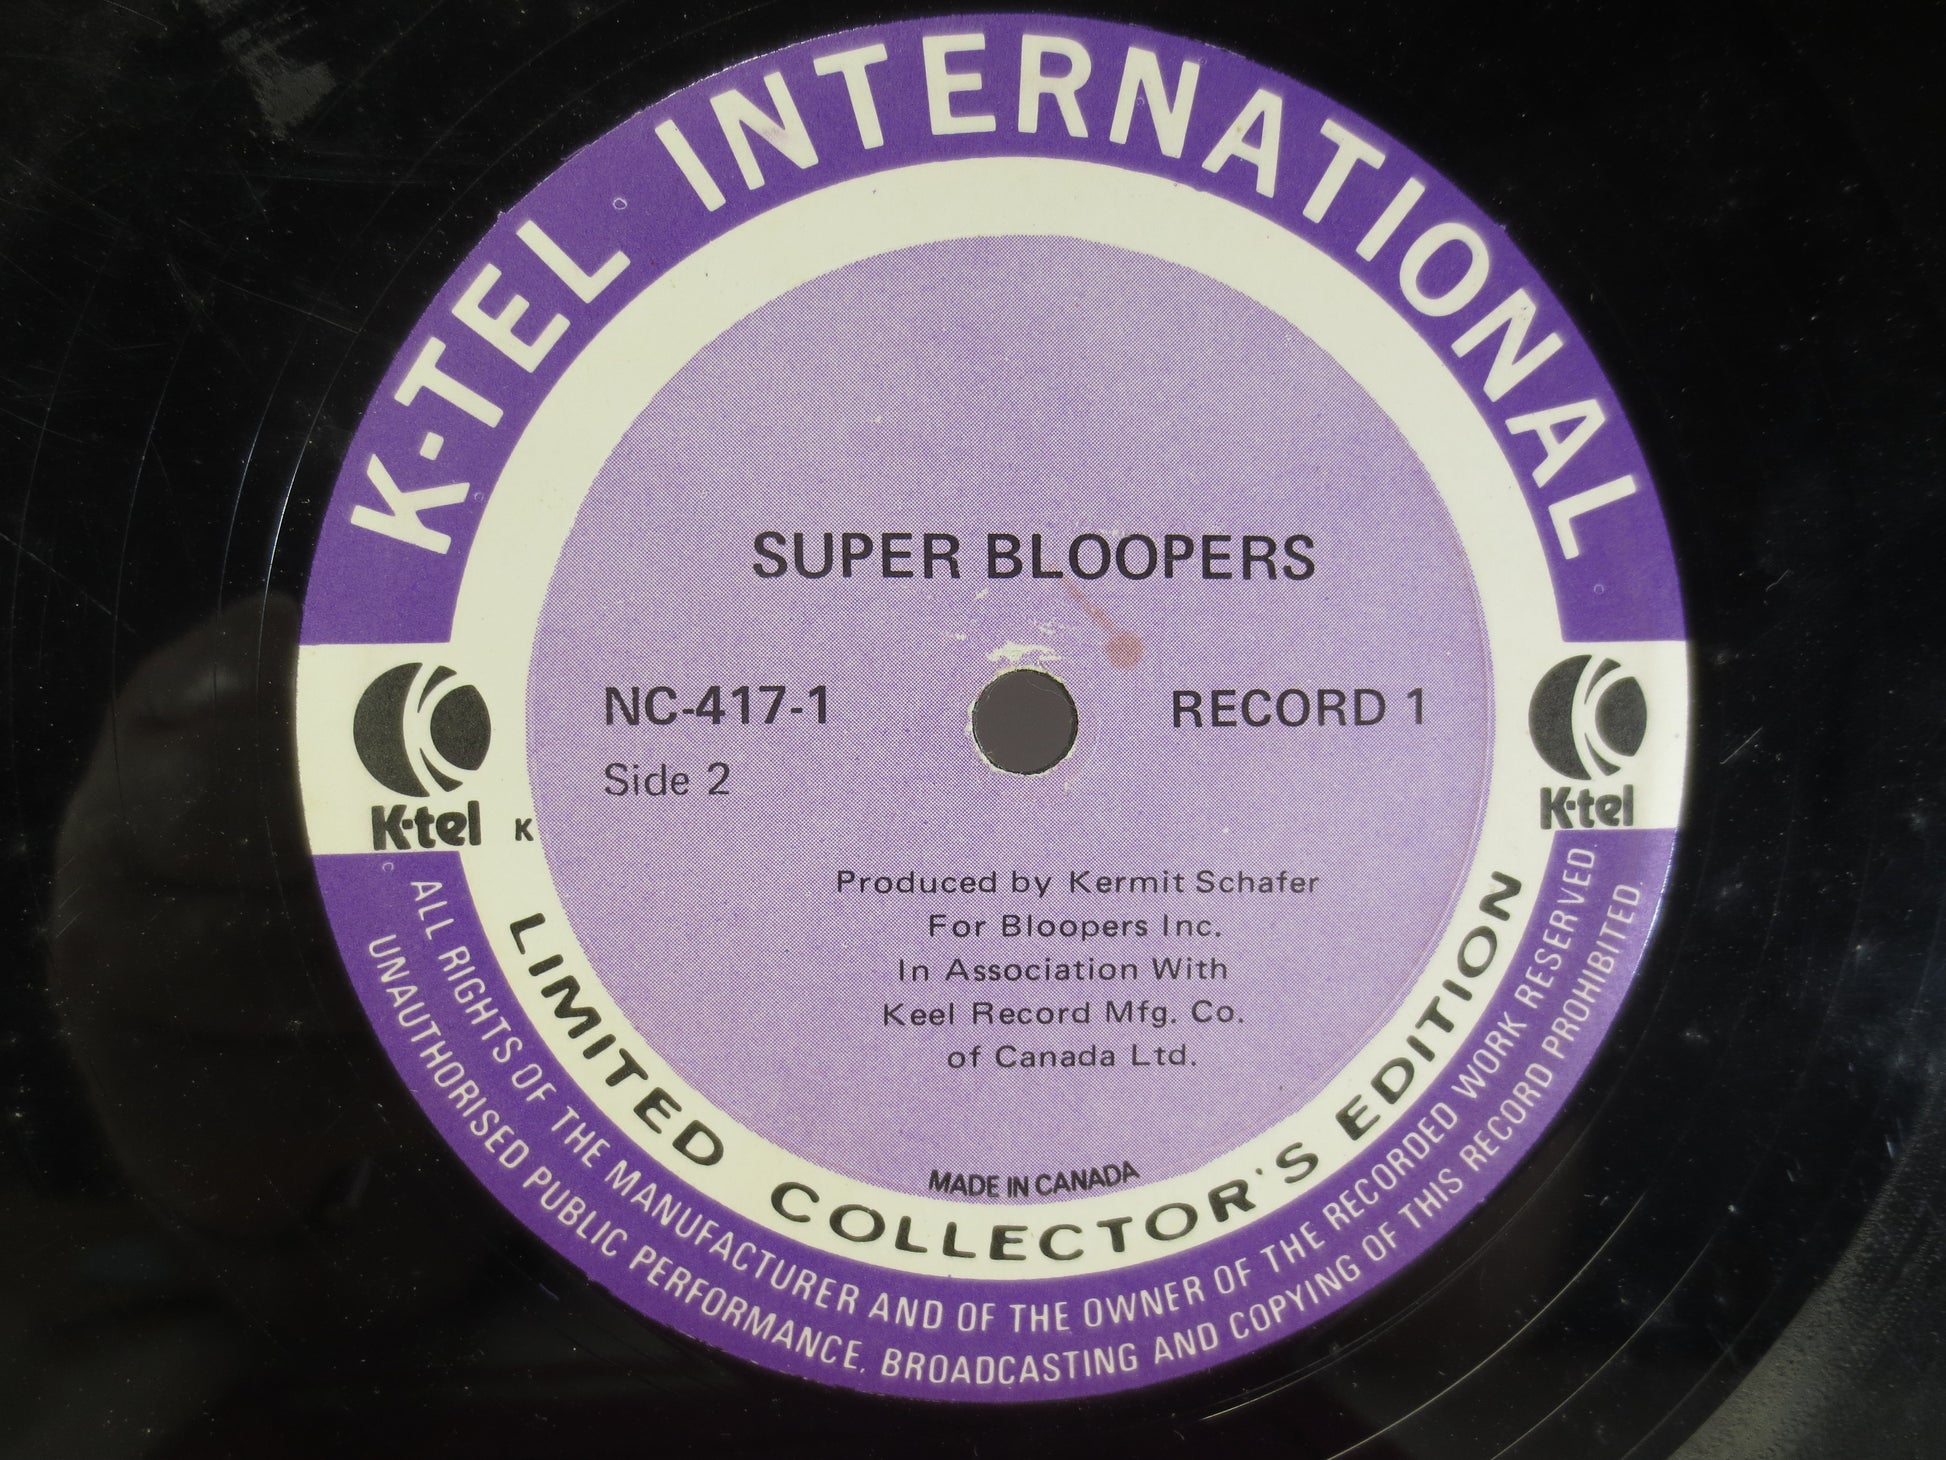 K-TEL INTERNATIONAL
SUPER BLOOPERS
NC-417-1
RECORD 1
Side 2
K-tel
K
K-tel
Produced by Kermit Schafer
For Bloopers Inc.
In Association With
Keel Record Mfg. Co.
of Canada Ltd.
MADE IN CANADA
LIMITED COLLECTOR'S EDITION
ALL RIGHTS OF THE MANUFACTURER AND OF THE OWNER OF THE RECORDED WORK RESERVED
UNAUTHORISED PUBLIC PERFORMANCE. BROADCASTING AND COPYING OF THIS RECORD PROHIBITED.